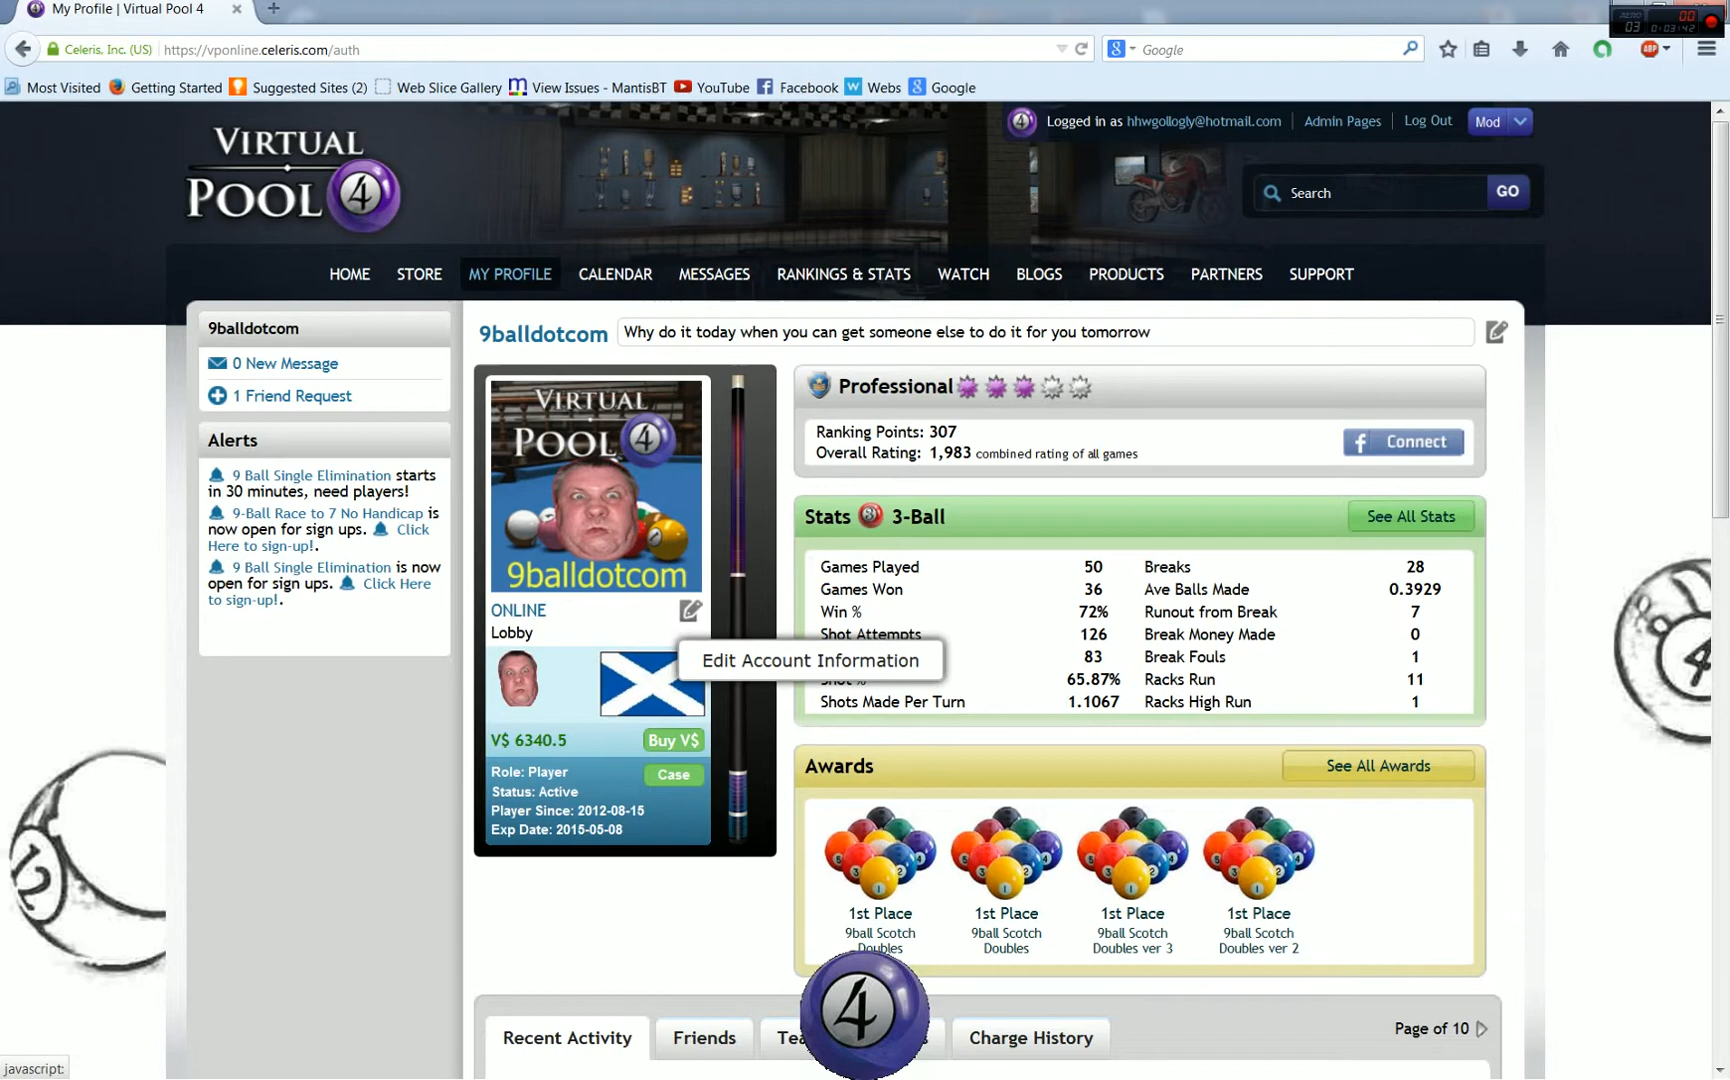 My Profile | Virtual Pool 4
Celeris, Inc. (US) https://vponline.celeris.com/auth
Google
Most Visited Getting Started Suggested Sites (2) Web Slice Gallery View Issues - MantisBT YouTube Facebook Webs Google
Logged in as hhwgollogly@hotmail.com Admin Pages Log Out Mod
VIRTUAL
POOL 4
Search GO
HOME STORE MY PROFILE CALENDAR MESSAGES RANKINGS & STATS WATCH BLOGS PRODUCTS PARTNERS SUPPORT
9balldotcom
0 New Message
1 Friend Request
Alerts
9 Ball Single Elimination starts
in 30 minutes, need players!
9-Ball Race to 7 No Handicap is
now open for sign ups. Click
Here to sign-up!.
9 Ball Single Elimination is now
open for sign ups. Click Here
to sign-up!.
9balldotcom Why do it today when you can get someone else to do it for you tomorrow
VIRTUAL
POOL 4
9balldotcom
ONLINE
Lobby
Edit Account Information
V$ 6340.5 Buy V$
Role: Player Case
Status: Active
Player Since: 2012-08-15
Exp Date: 2015-05-08
Professional
Ranking Points: 307
Overall Rating: 1,983 combined rating of all games
Connect
Stats 3-Ball See All Stats
Games Played 50 Breaks 28
Games Won 36 Ave Balls Made 0.3929
Win % 72% Runout from Break 7
Shot Attempts 126 Break Money Made 0
83 Break Fouls 1
65.87% Racks Run 11
Shots Made Per Turn 1.1067 Racks High Run 1
Awards See All Awards
1st Place 1st Place 1st Place 1st Place
9ball Scotch 9ball Scotch 9ball Scotch 9ball Scotch
Doubles Doubles Doubles ver 3 Doubles ver 2
4
Recent Activity Friends Charge History
Page of 10
javascript:
12